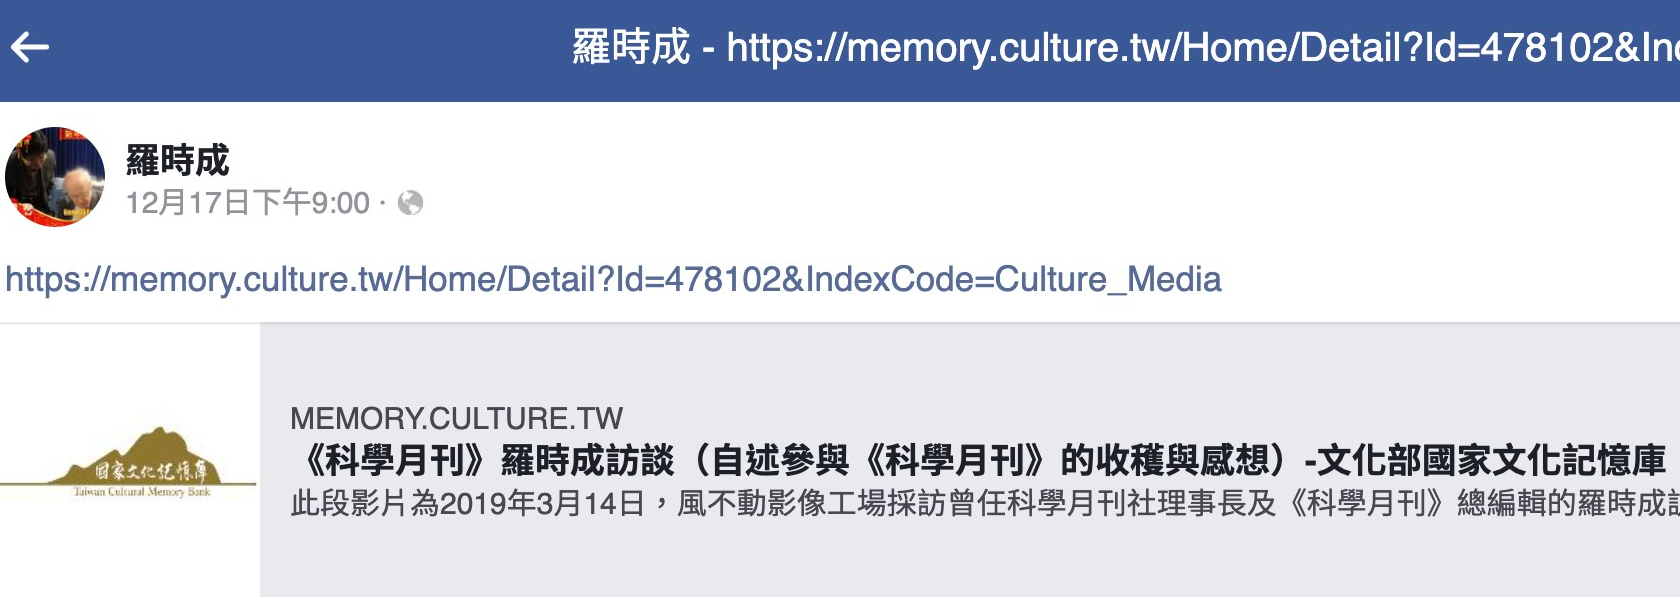 羅時成 - https://memory.culture.tw/Home/Detail?Id=478102&Ind
羅時成
12月17日下午9:00 ·
https://memory.culture.tw/Home/Detail?Id=478102&IndexCode=Culture_Media
國家文化記憶庫
Taiwan Cultural Memory Bank
MEMORY.CULTURE.TW
《科學月刊》羅時成訪談（自述參與《科學月刊》的收穫與感想）-文化部國家文化記憶庫
此段影片為2019年3月14日，風不動影像工場採訪曾任科學月刊社理事長及《科學月刊》總編輯的羅時成訪